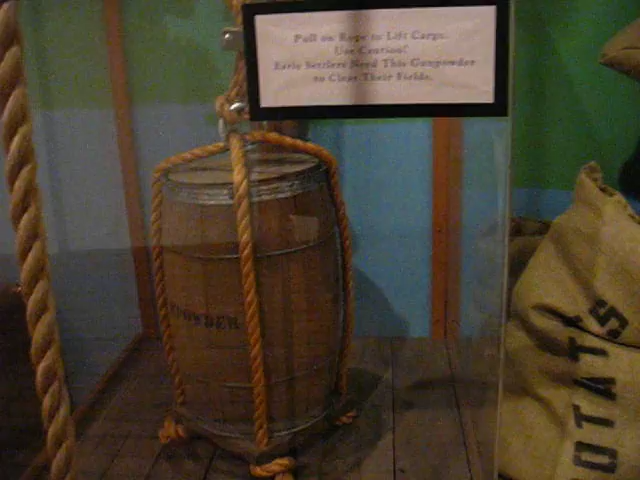 Pull on Rope to Lift Cargo.
Use Caution!
Early Settlers Need This Gunpowder
to Clear Their Fields.
POWDER
OTATS